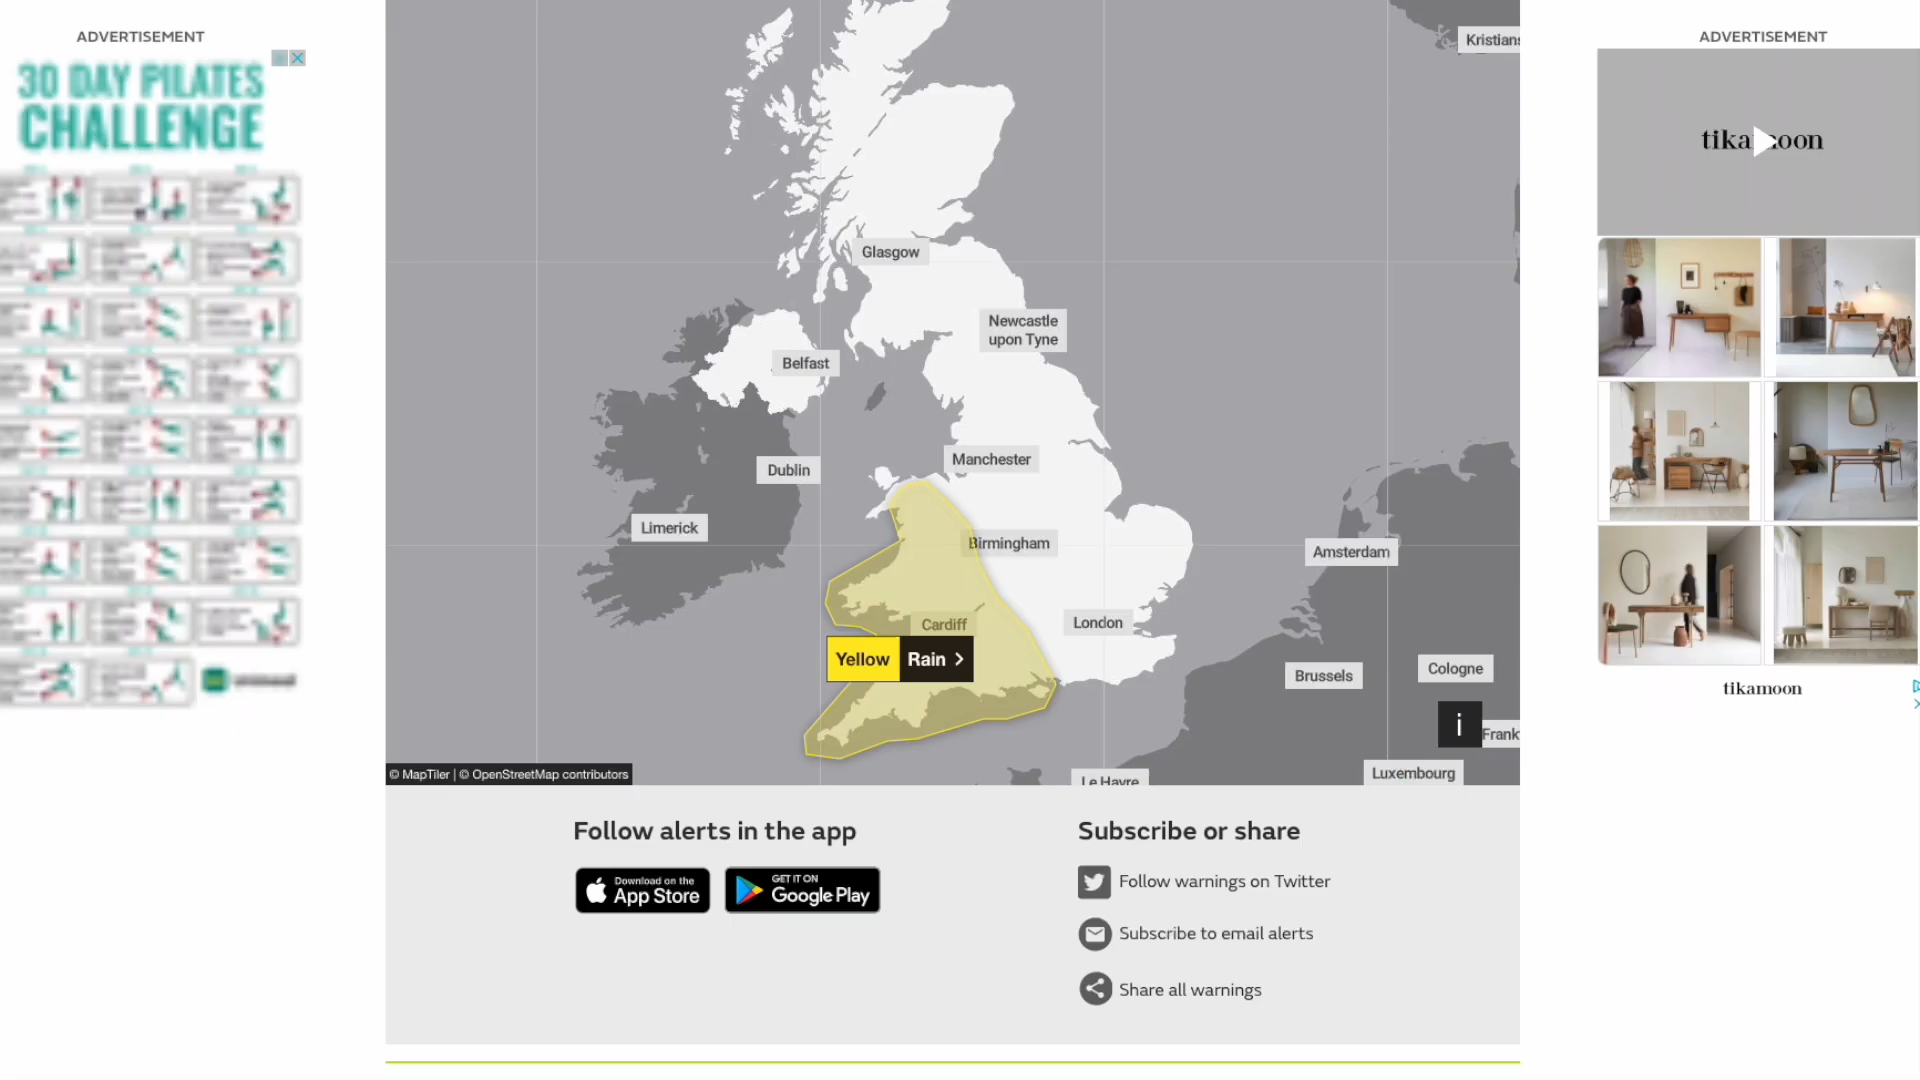 ADVERTISEMENT
30 DAY PILATES
CHALLENGE
Kristians
Glasgow
Newcastle
upon Tyne
Belfast
Manchester
Dublin
Limerick
Birmingham
Amsterdam
Cardiff
London
Yellow Rain
Brussels
Cologne
i
Frank
Luxembourg
Le Havre
© MapTiler | © OpenStreetMap contributors
Follow alerts in the app
Download on the
App Store
GET IT ON
Google Play
Subscribe or share
Follow warnings on Twitter
Subscribe to email alerts
Share all warnings
ADVERTISEMENT
tikamoon
tikamoon